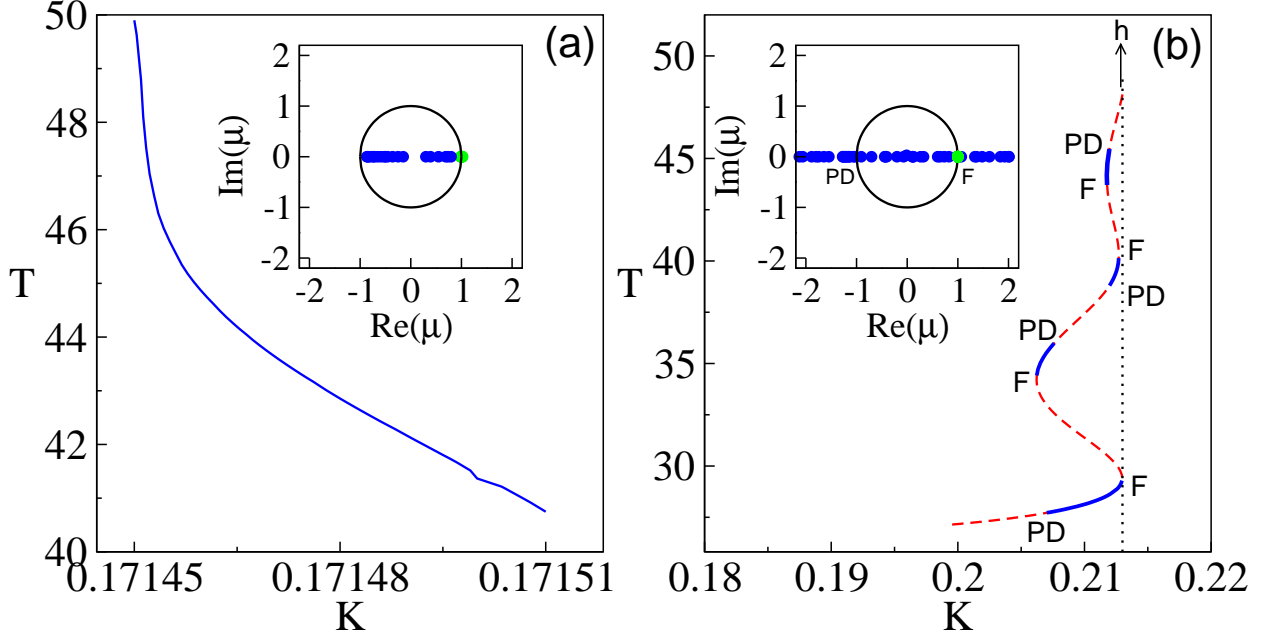 (a)
50
48
46
44
42
40
T
0.17145
0.17148
0.17151
K
2
1
0
-1
-2
Im(μ)
-2
-1
0
1
2
Re(μ)
(b)
h
50
45
40
35
30
T
0.18
0.19
0.2
0.21
0.22
K
2
1
0
-1
-2
Im(μ)
PD
F
-2
-1
0
1
2
Re(μ)
PD
F
F
PD
PD
F
F
PD